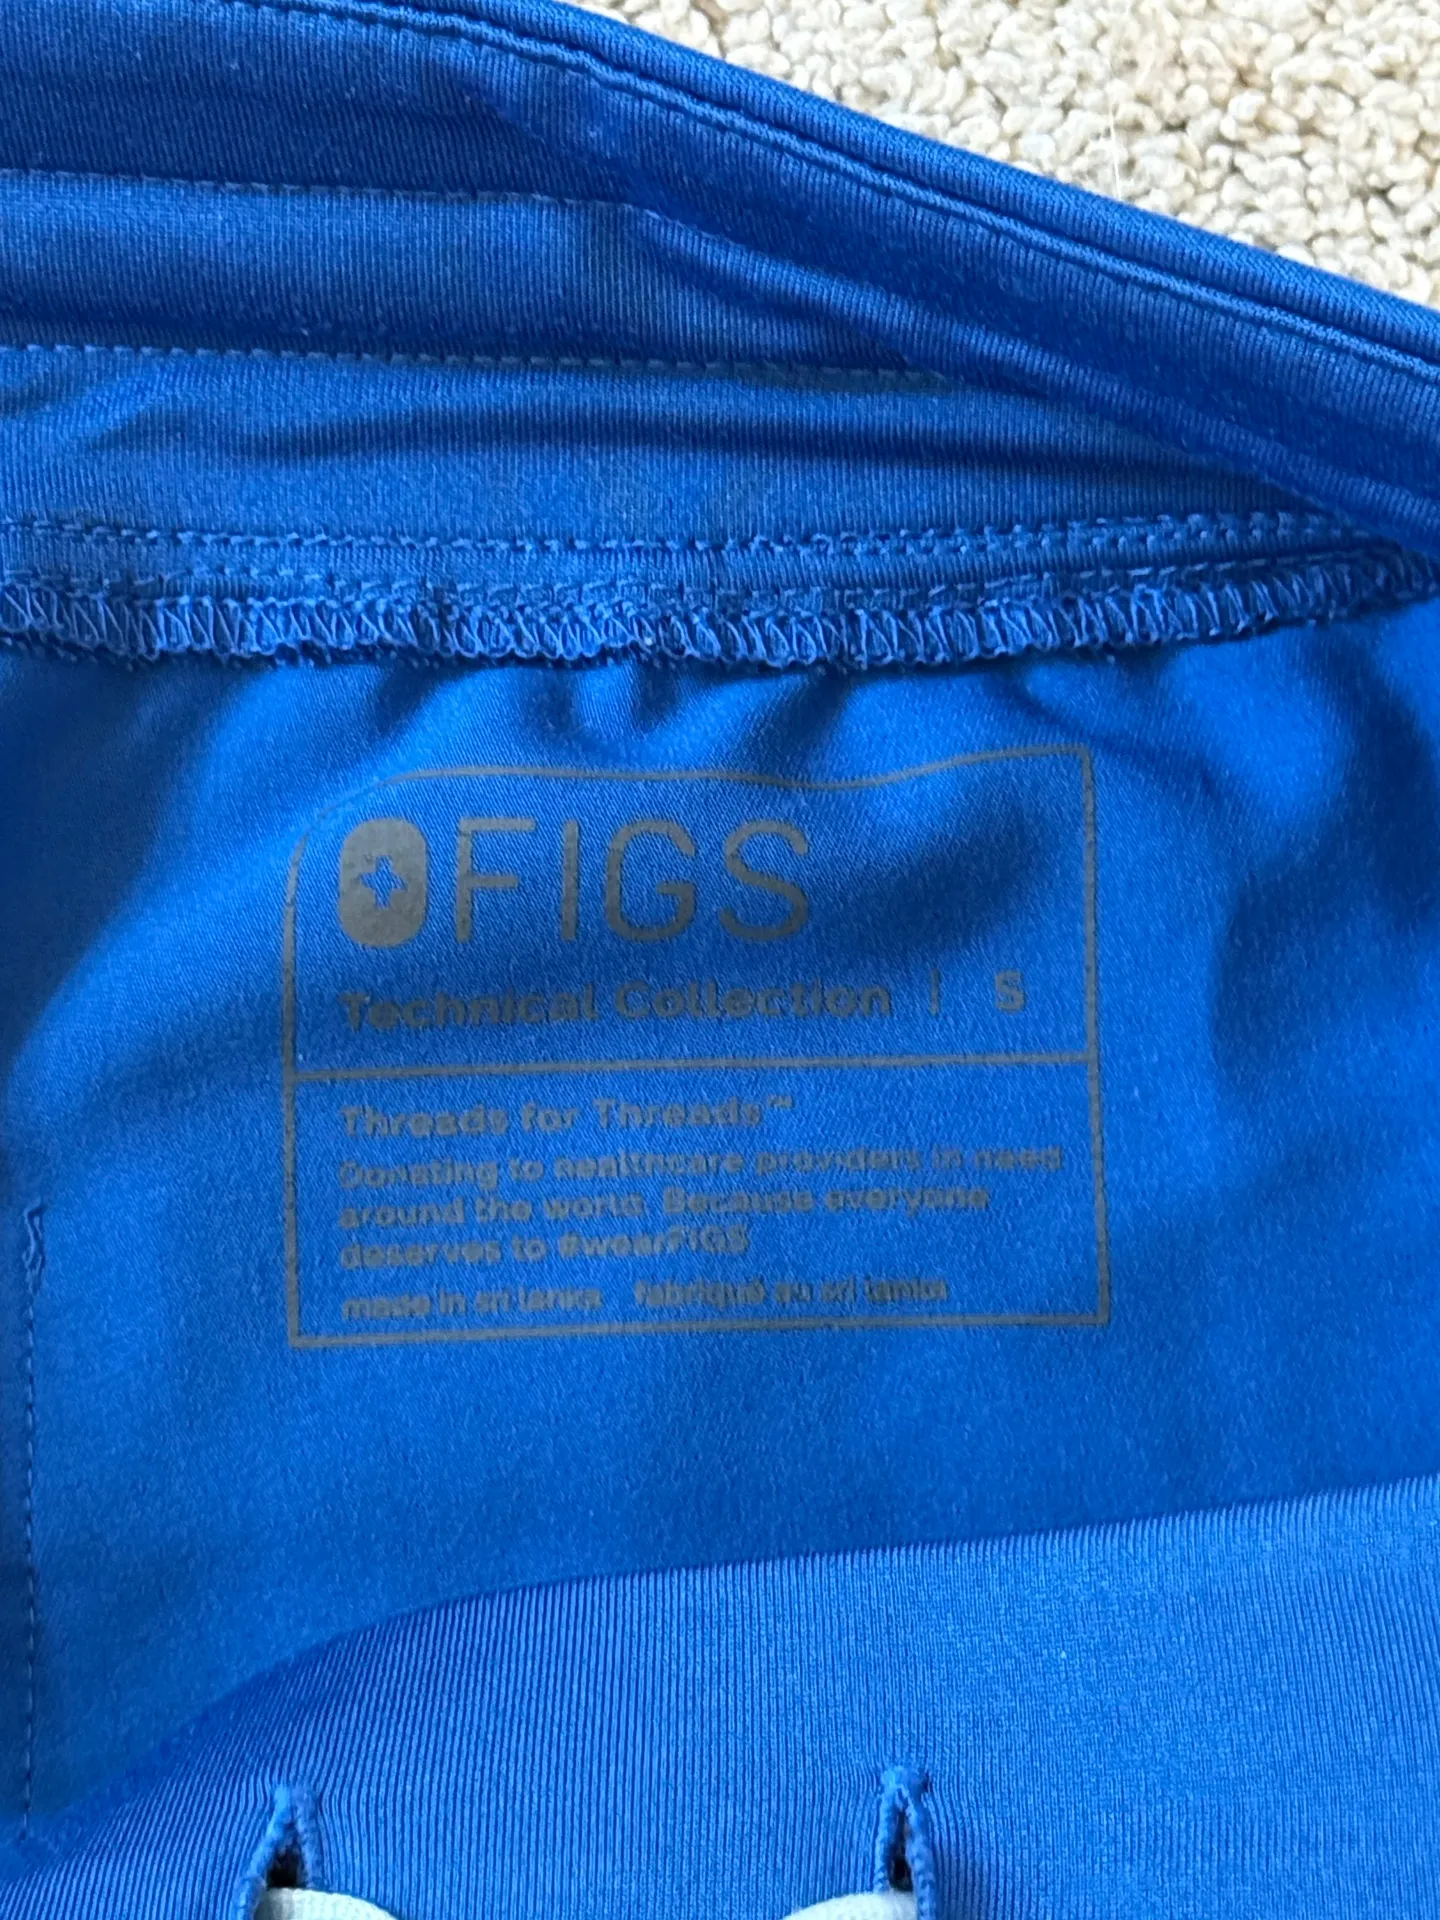 FIGS
Technical Collection | S
Threads for Threads™
Donating to healthcare providers in need
around the world. Because everyone
deserves to #wearFIGS
made in sri lanka fabriqué au sri lanka